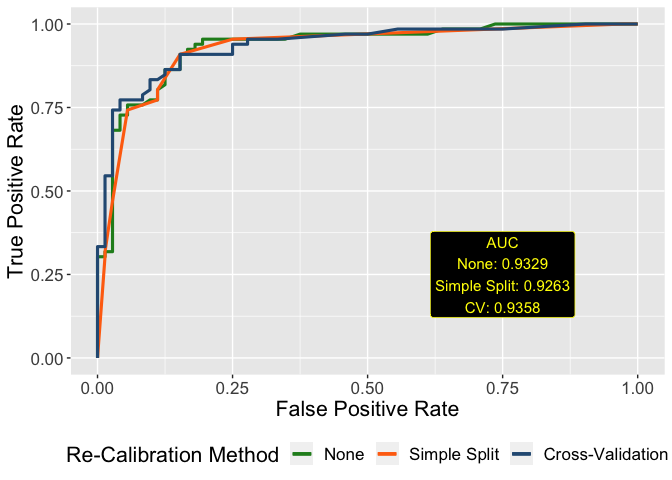 True Positive Rate
1.00
0.75
0.50
0.25
0.00
AUC
None: 0.9329
Simple Split: 0.9263
CV: 0.9358
0.00 0.25 0.50 0.75 1.00
False Positive Rate
Re-Calibration Method None Simple Split Cross-Validation